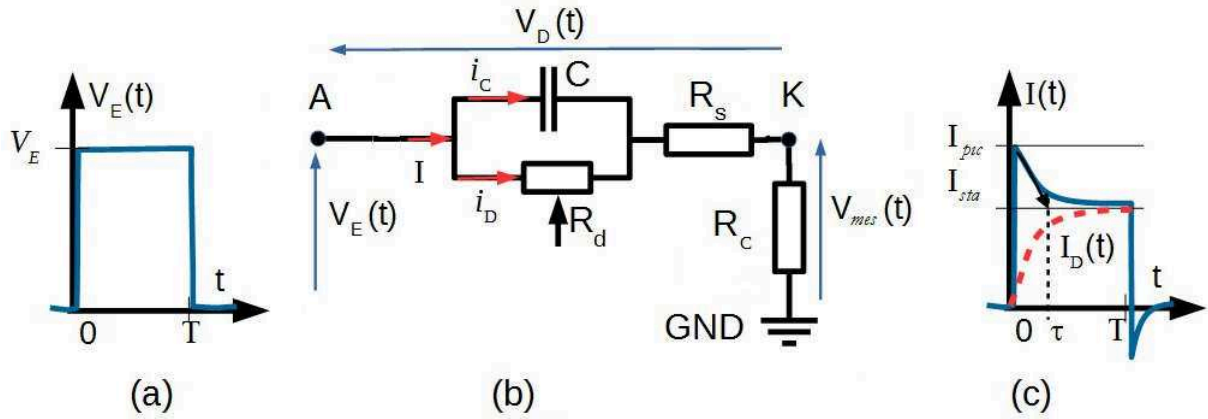 V_E(t)
V_E
0 T t
(a)
V_D(t)
A i_C C R_s K
I i_D R_d
V_E(t) R_C V_mes(t)
GND
(b)
I(t)
I_pic
I_sta
I_D(t)
0 τ T t
(c)